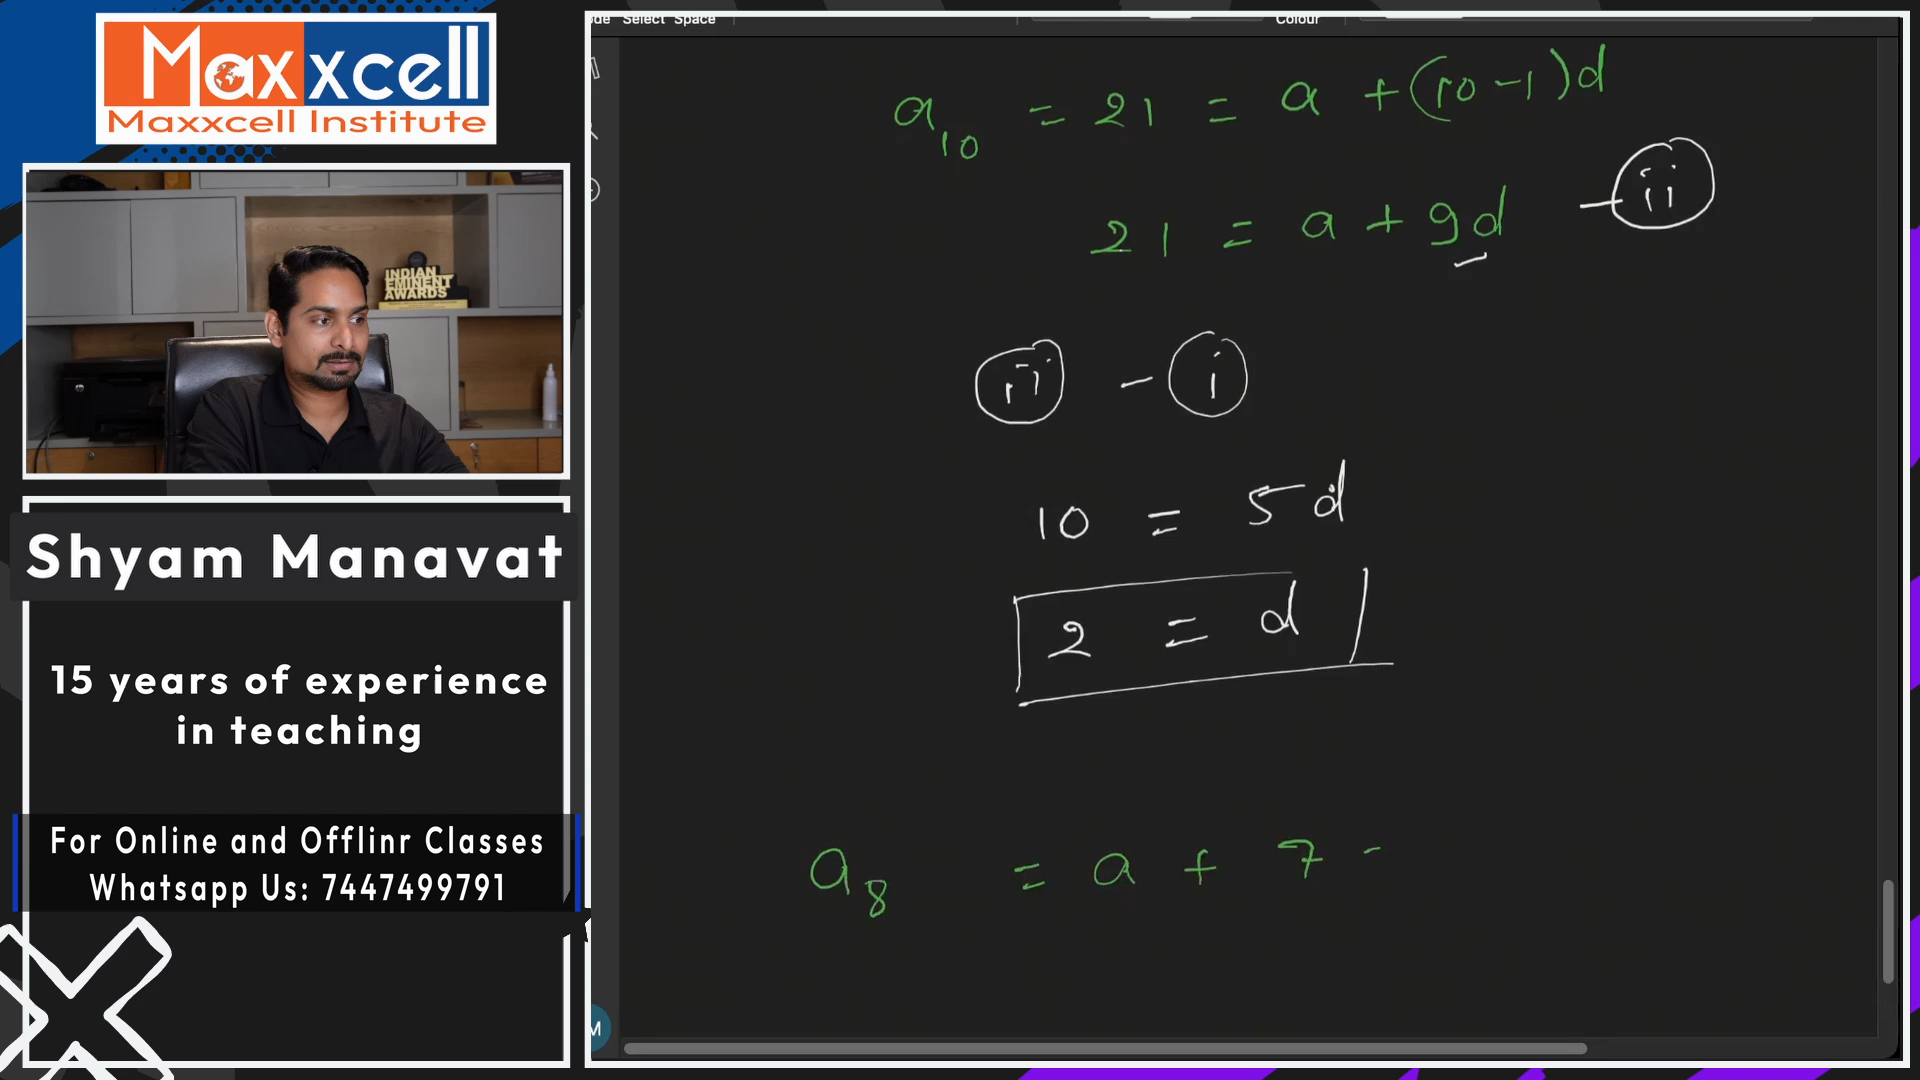 Maxxcell
Maxxcell Institute
INDIAN
EMINENT
AWARDS
Shyam Manavat
15 years of experience
in teaching
For Online and Offlinr Classes
Whatsapp Us: 7447499791
Select Space
Colour
a₁₀ = 21 = a + (10 - 1)d
21 = a + 9d - ii
ii - i
10 = 5d
2 = d
a₈ = a + 7 -
M